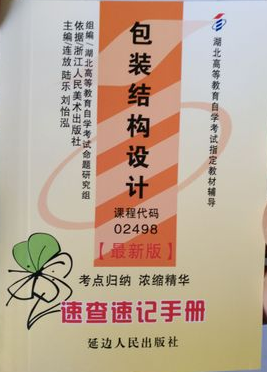 湖北高等教育自学考试指定教材辅导
包装结构设计
组编/湖北高等教育自学考试命题研究组
依据/浙江人民美术出版社
主编/连放 陆乐 刘怡泓
课程代码
02498
【最新版】
考点归纳 浓缩精华
速查速记手册
延边人民出版社